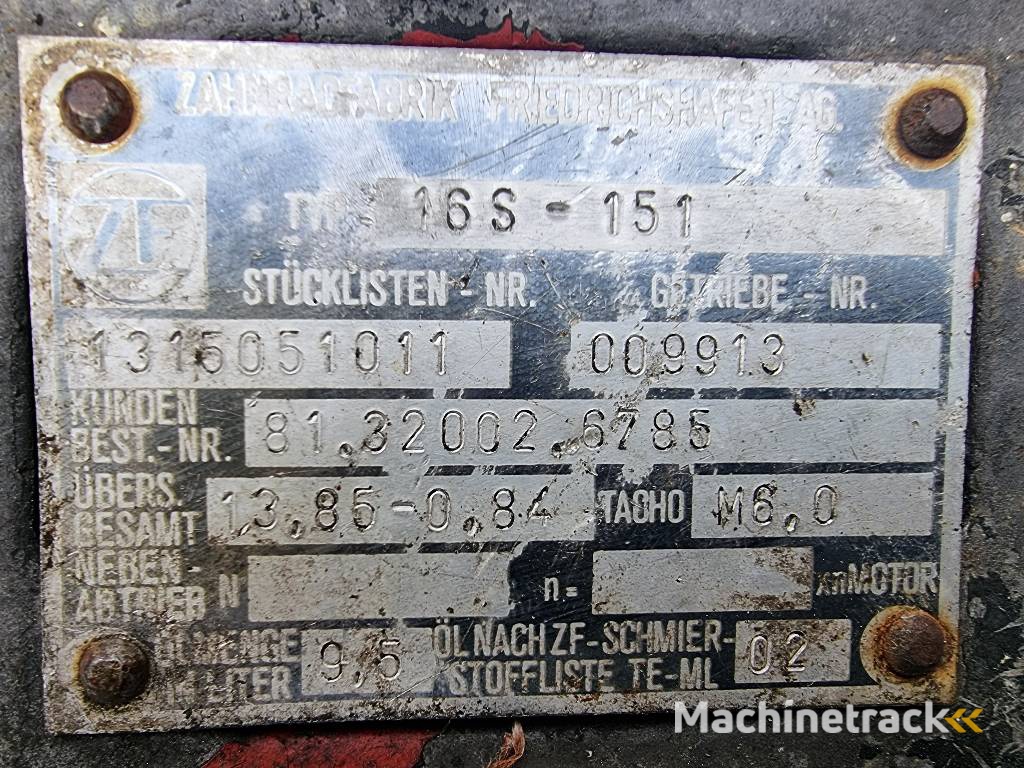 ZAHNRADFABRIK FRIEDRICHSHAFEN AG.
ZF
TYP 16S - 151
STÜCKLISTEN - NR. GETRIEBE - NR.
1315051011 009913
KUNDEN
BEST.- NR. 81.32002.6785
ÜBERS.
GESAMT 13,85-0,84 TACHO M6,0
NEBEN -
ABTRIEB N n= xnMOTOR
ÖLMENGE
IN LITER 9,5 ÖL NACH ZF-SCHMIER-
STOFFLISTE TE-ML 02
Machinetrack